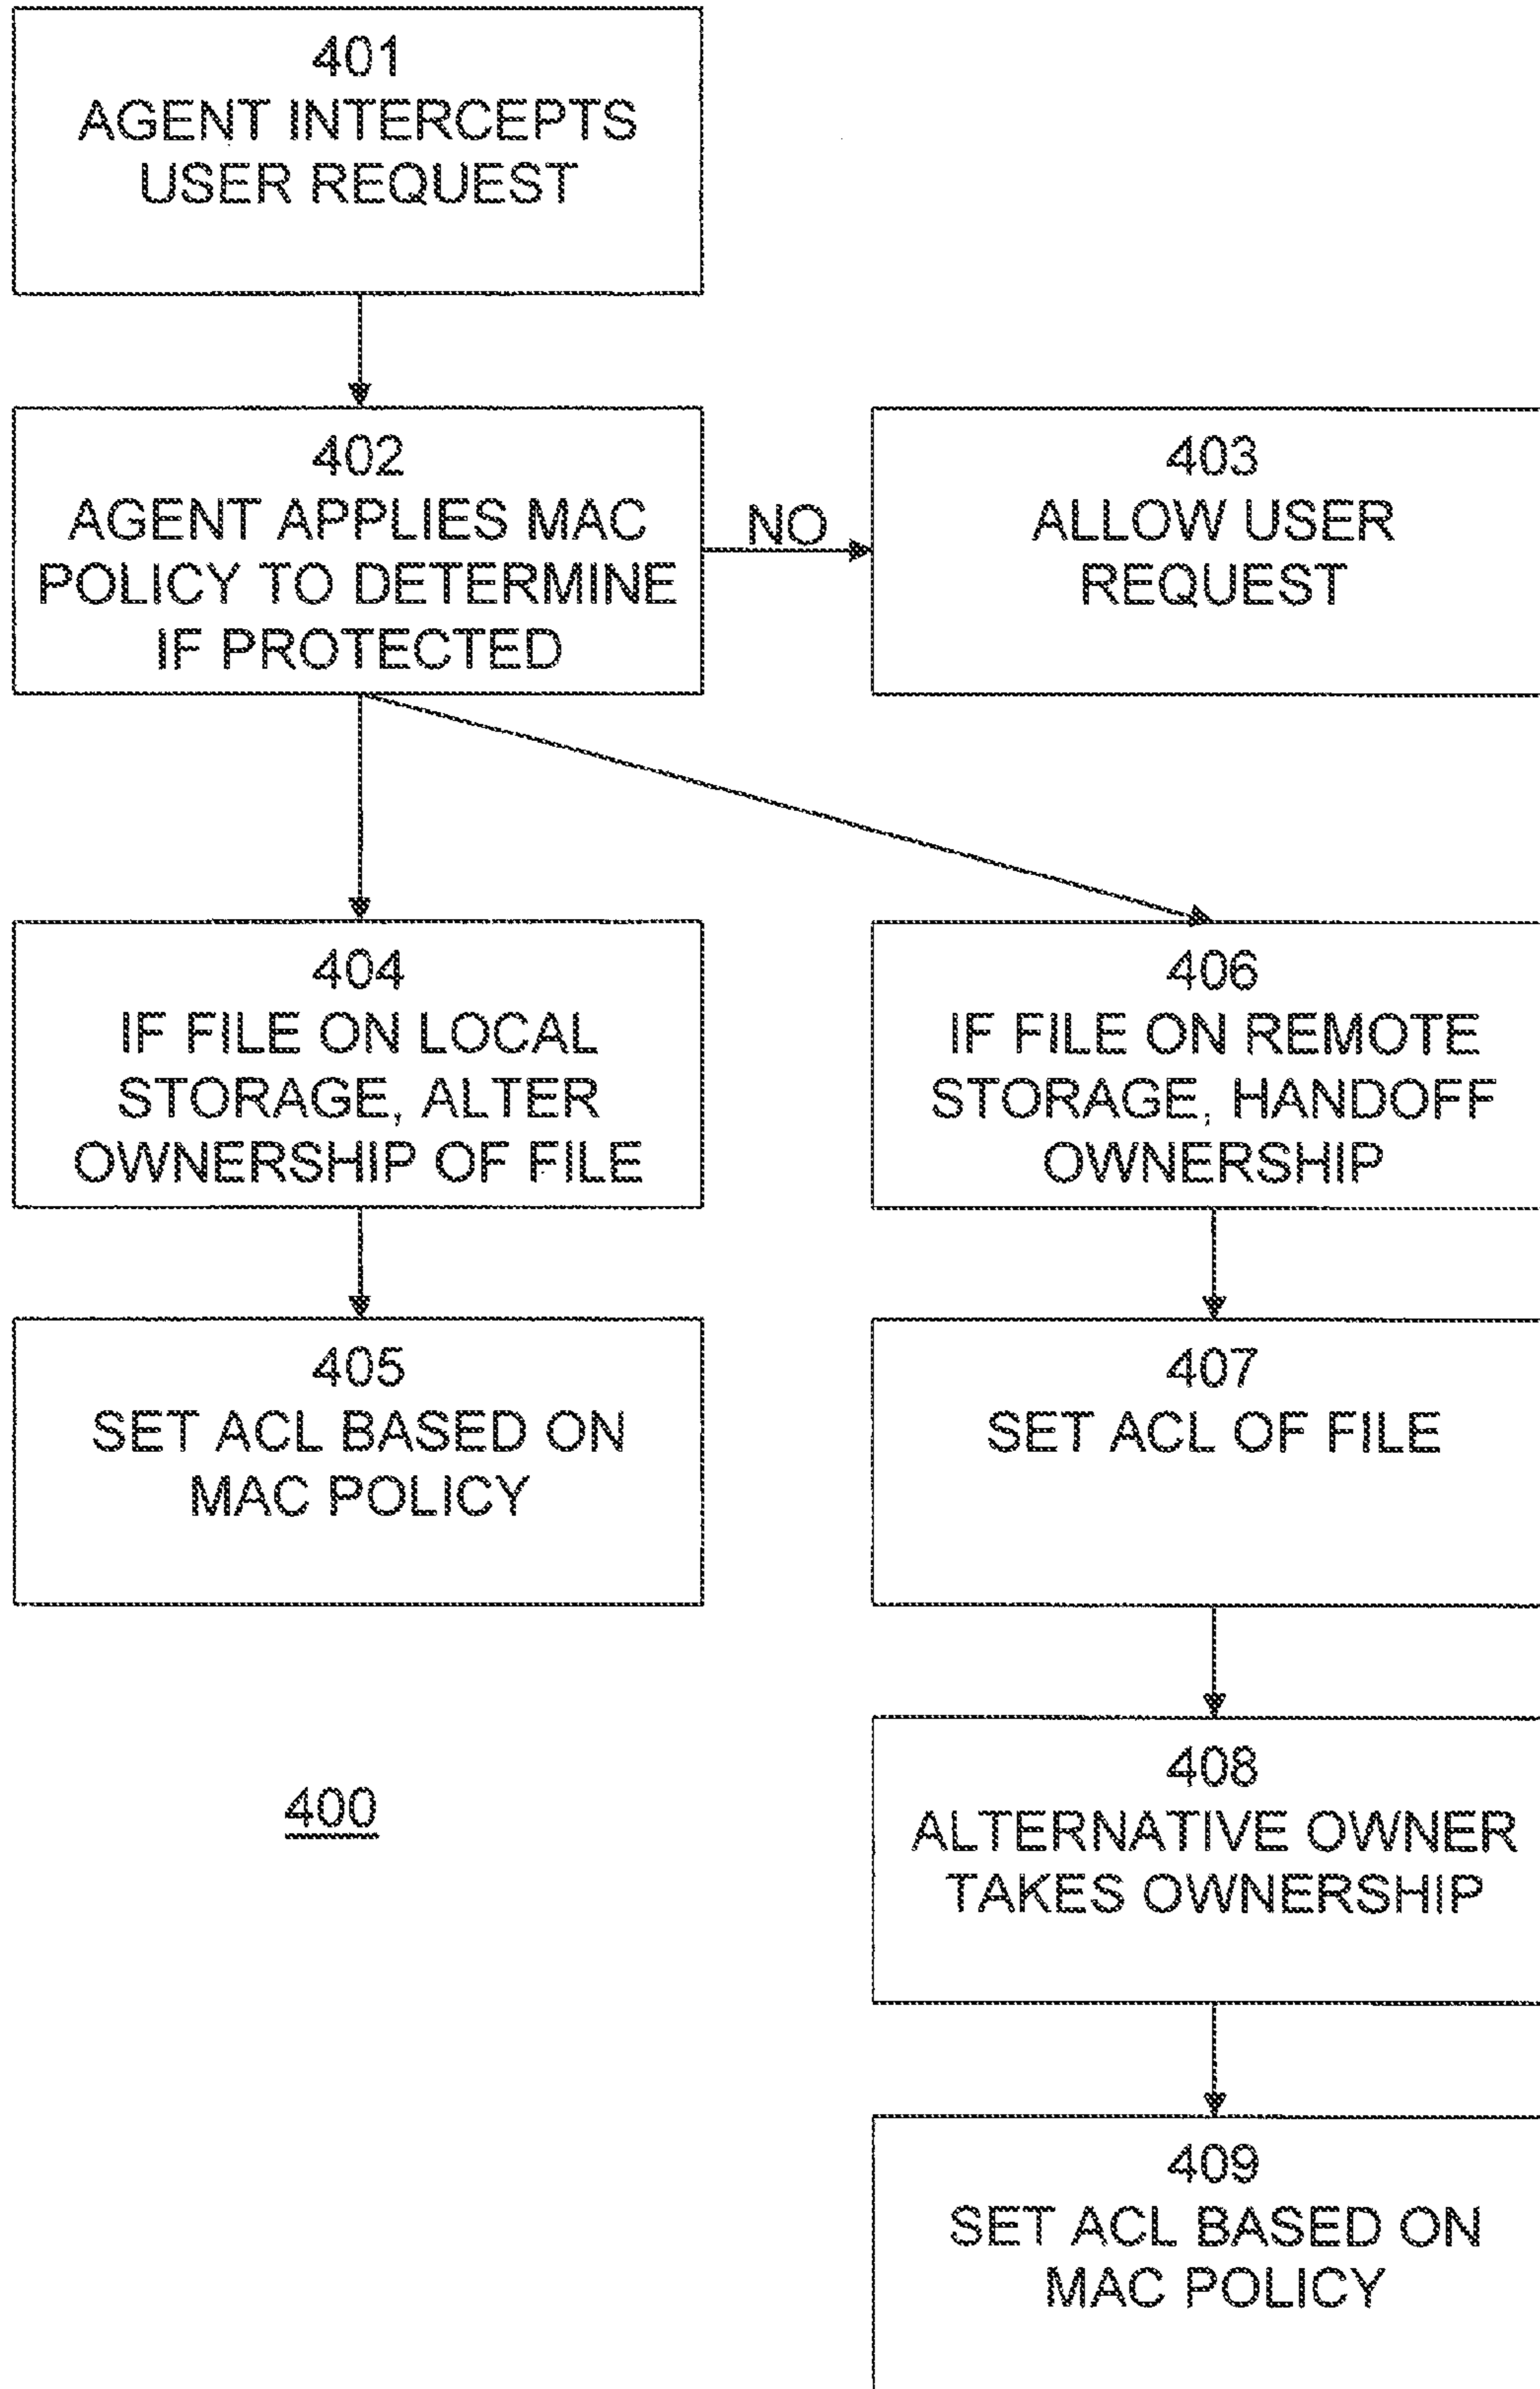 401
AGENT INTERCEPTS
USER REQUEST
402
AGENT APPLIES MAC
POLICY TO DETERMINE
IF PROTECTED
NO
403
ALLOW USER
REQUEST
404
IF FILE ON LOCAL
STORAGE, ALTER
OWNERSHIP OF FILE
406
IF FILE ON REMOTE
STORAGE, HANDOFF
OWNERSHIP
405
SET ACL BASED ON
MAC POLICY
407
SET ACL OF FILE
400
408
ALTERNATIVE OWNER
TAKES OWNERSHIP
409
SET ACL BASED ON
MAC POLICY